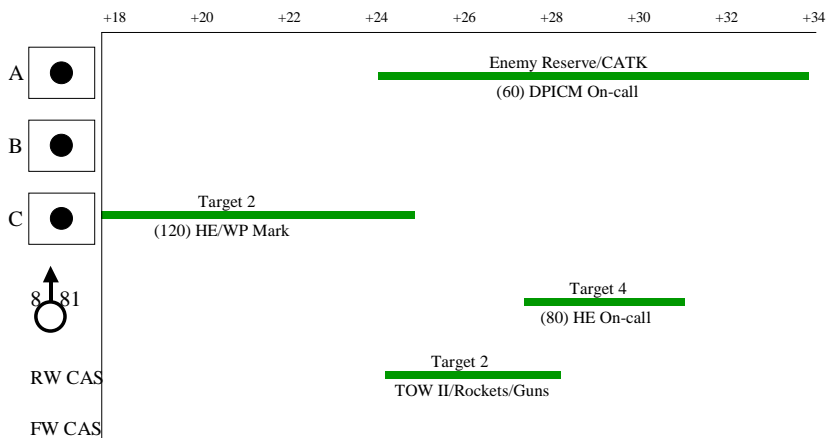 +18 +20 +22 +24 +26 +28 +30 +32 +34
A
Enemy Reserve/CATK
(60) DPICM On-call
B
C
Target 2
(120) HE/WP Mark
8 81
Target 4
(80) HE On-call
RW CAS
Target 2
TOW II/Rockets/Guns
FW CAS